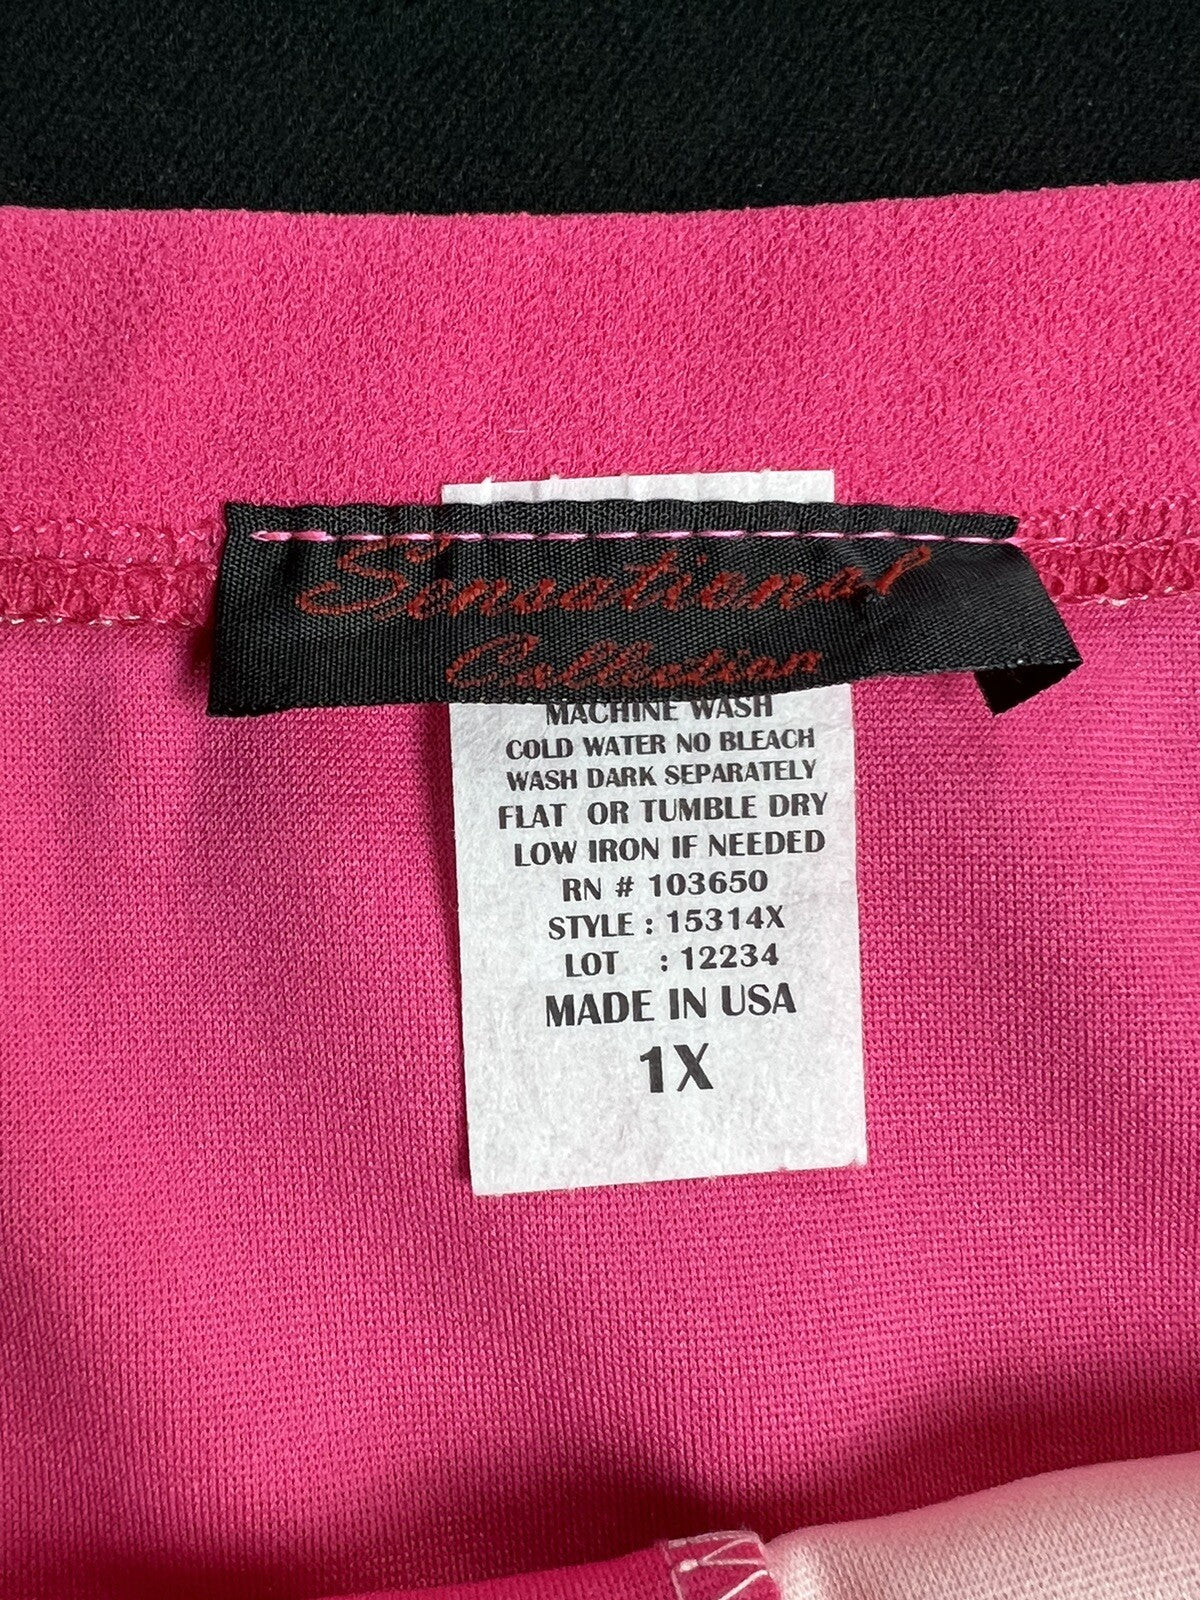 Sensational
Collection
MACHINE WASH
COLD WATER NO BLEACH
WASH DARK SEPARATELY
FLAT OR TUMBLE DRY
LOW IRON IF NEEDED
RN # 103650
STYLE : 15314X
LOT : 12234
MADE IN USA
1X